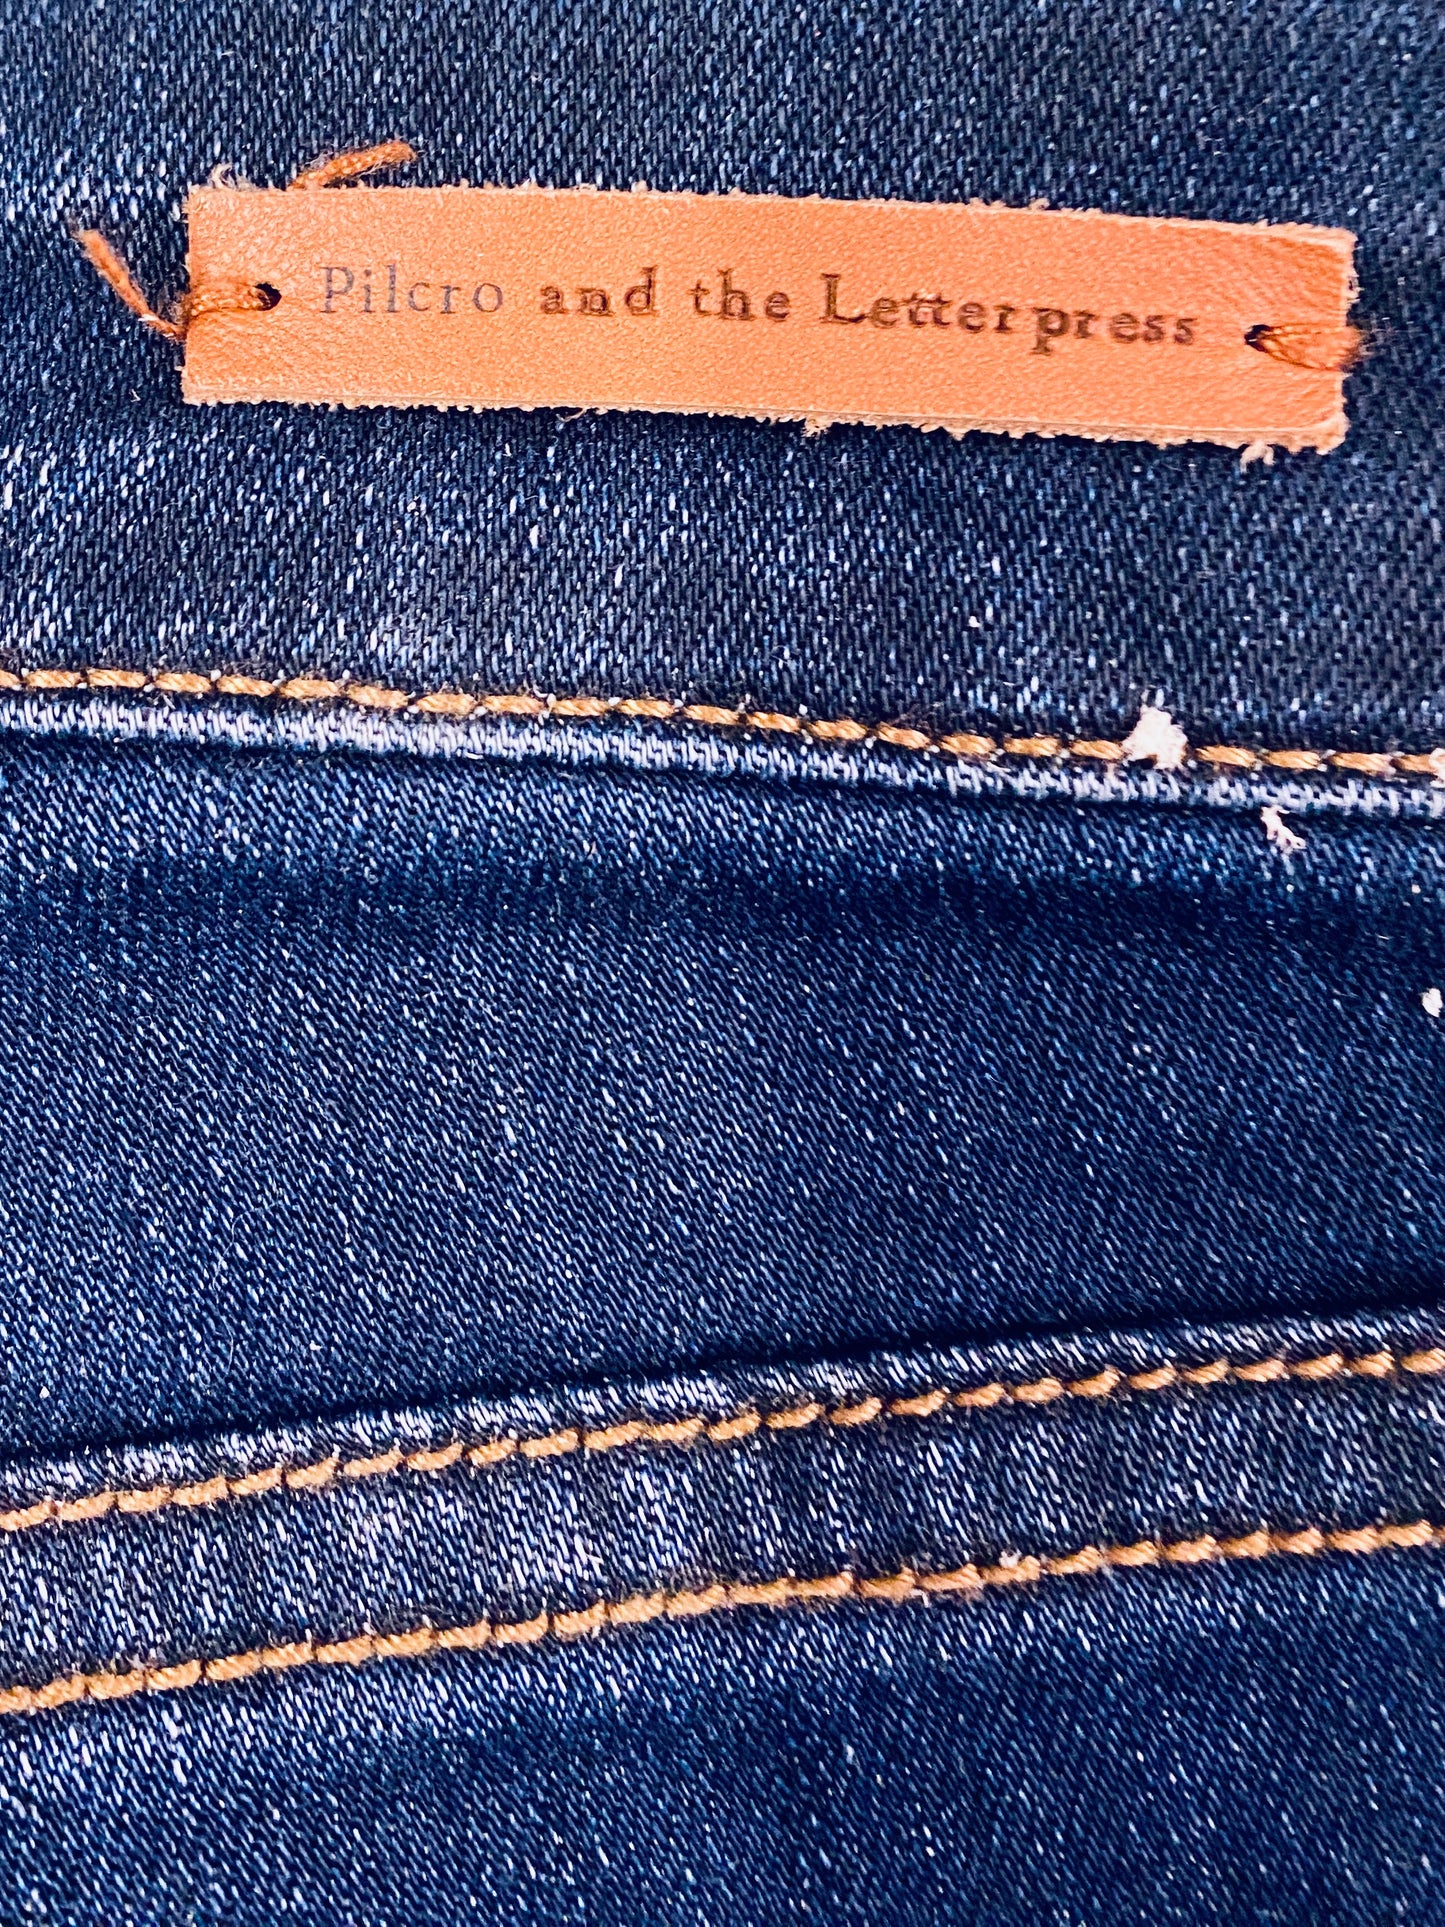 Pilcro and the Letterpress